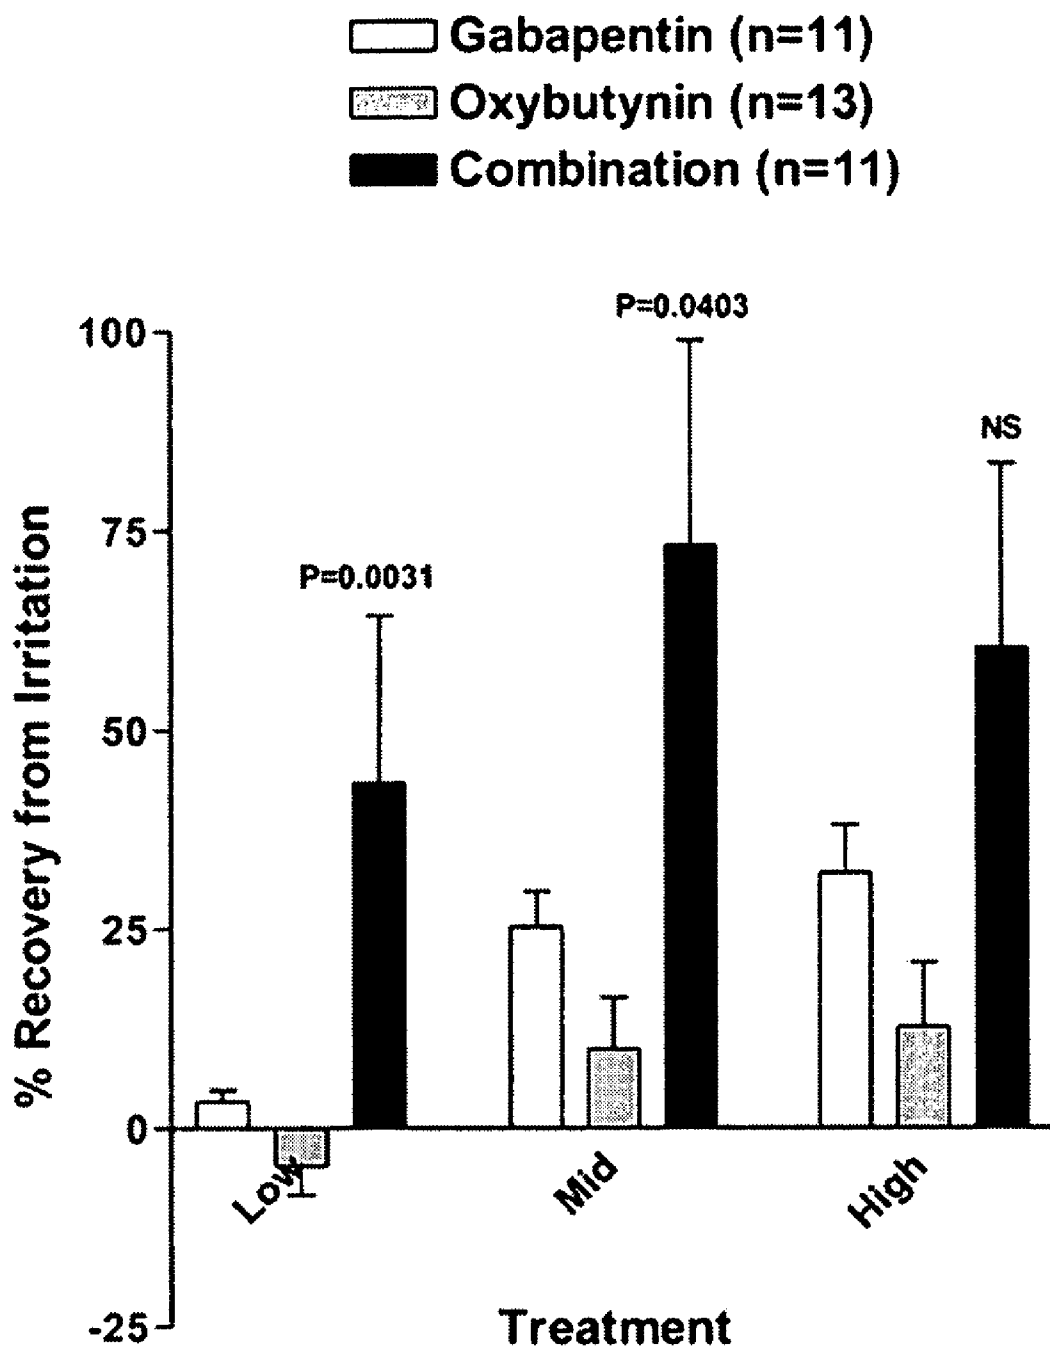 Gabapentin (n=11)
Oxybutynin (n=13)
Combination (n=11)
P=0.0403
100
NS
75
P=0.0031
50
25
0
-25
% Recovery from Irritation
Low
Mid
High
Treatment